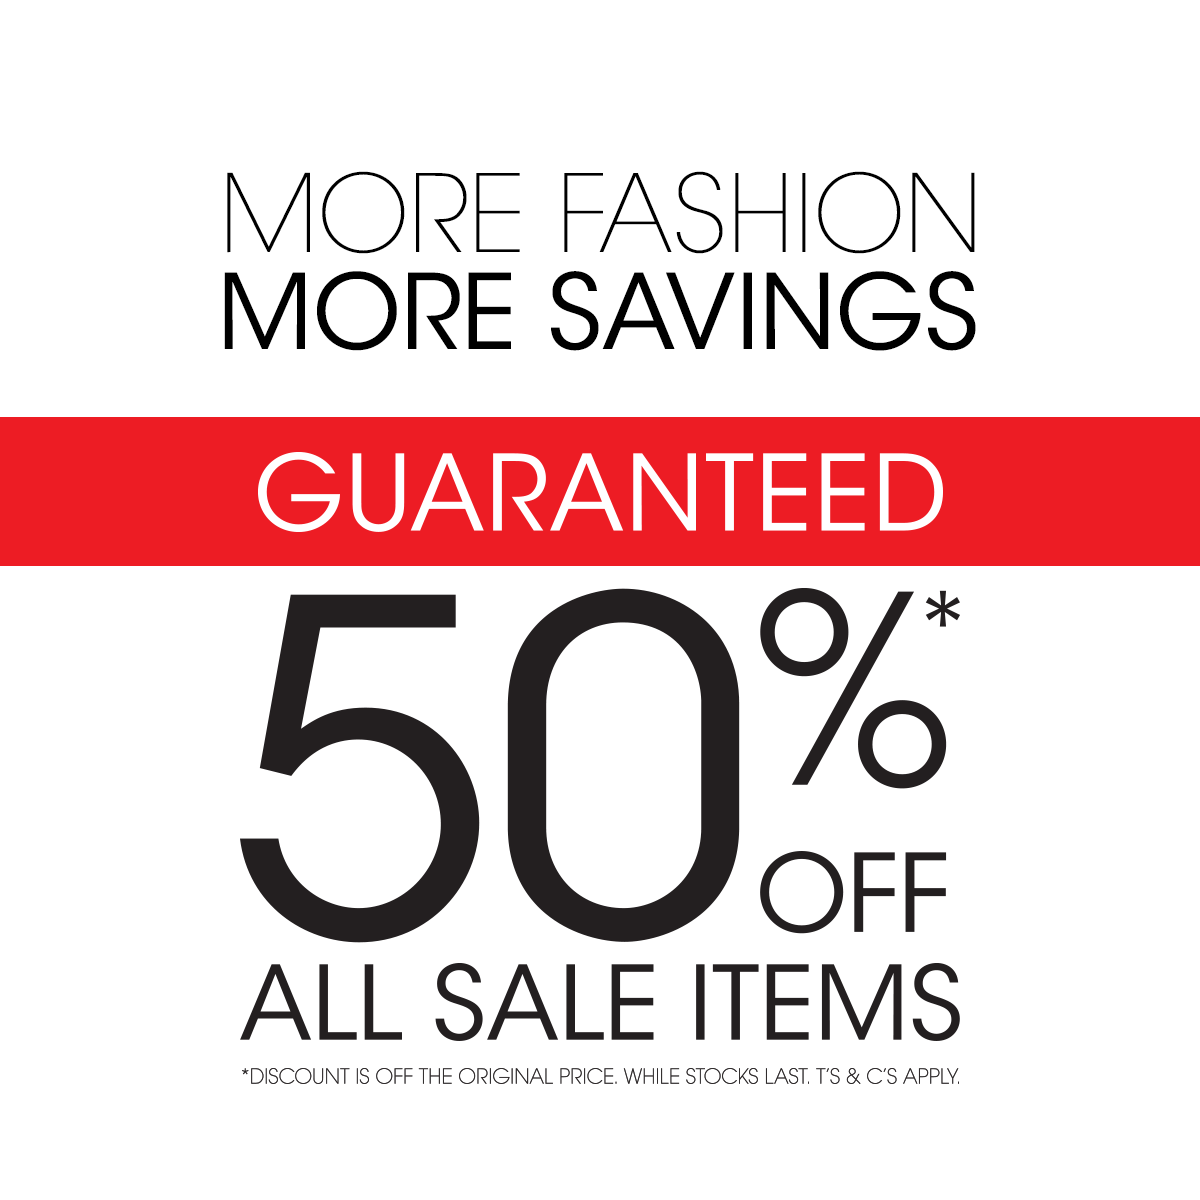 MORE FASHION
MORE SAVINGS
GUARANTEED
50%*
OFF
ALL SALE ITEMS
*DISCOUNT IS OFF THE ORIGINAL PRICE. WHILE STOCKS LAST. T'S & C'S APPLY.